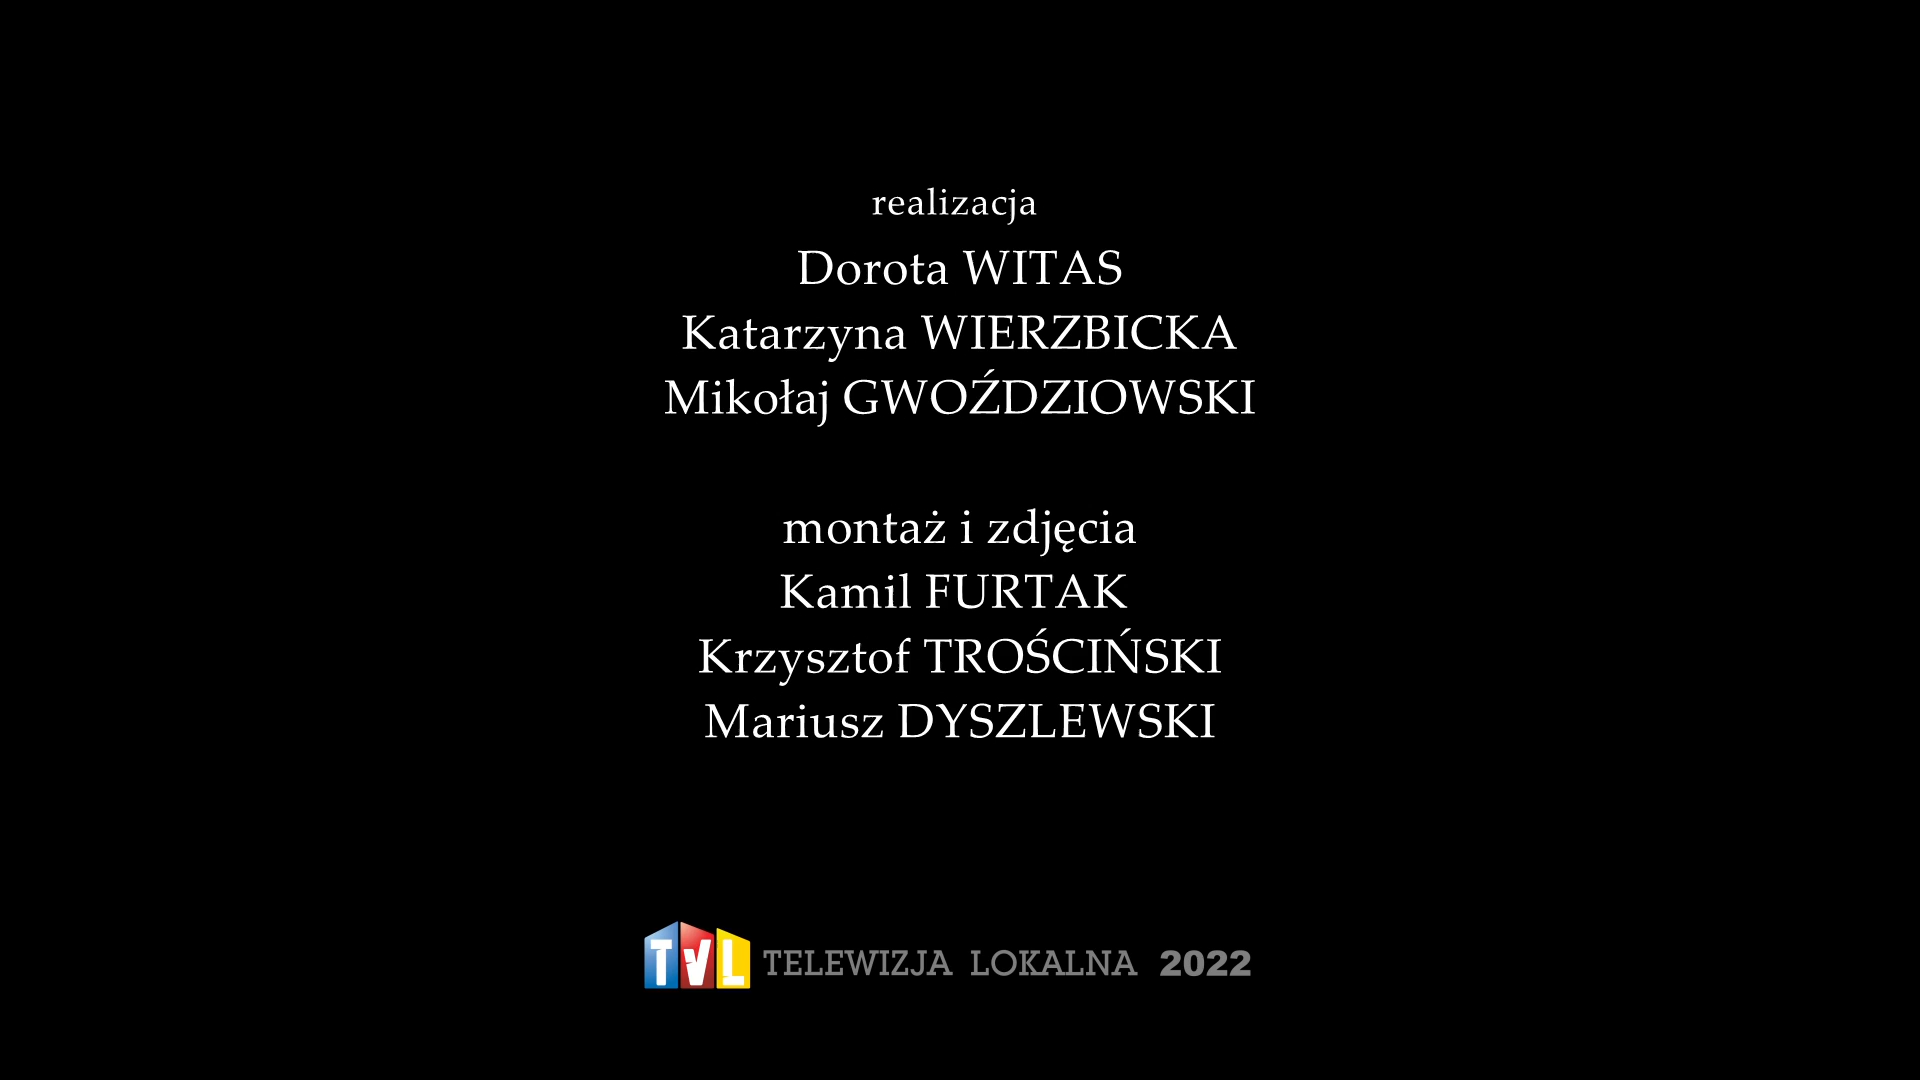 realizacja
Dorota WITAS
Katarzyna WIERZBICKA
Mikołaj GWOŹDZIOWSKI
montaż i zdjęcia
Kamil FURTAK
Krzysztof TROŚCIŃSKI
Mariusz DYSZLEWSKI
TVL TELEWIZJA LOKALNA 2022